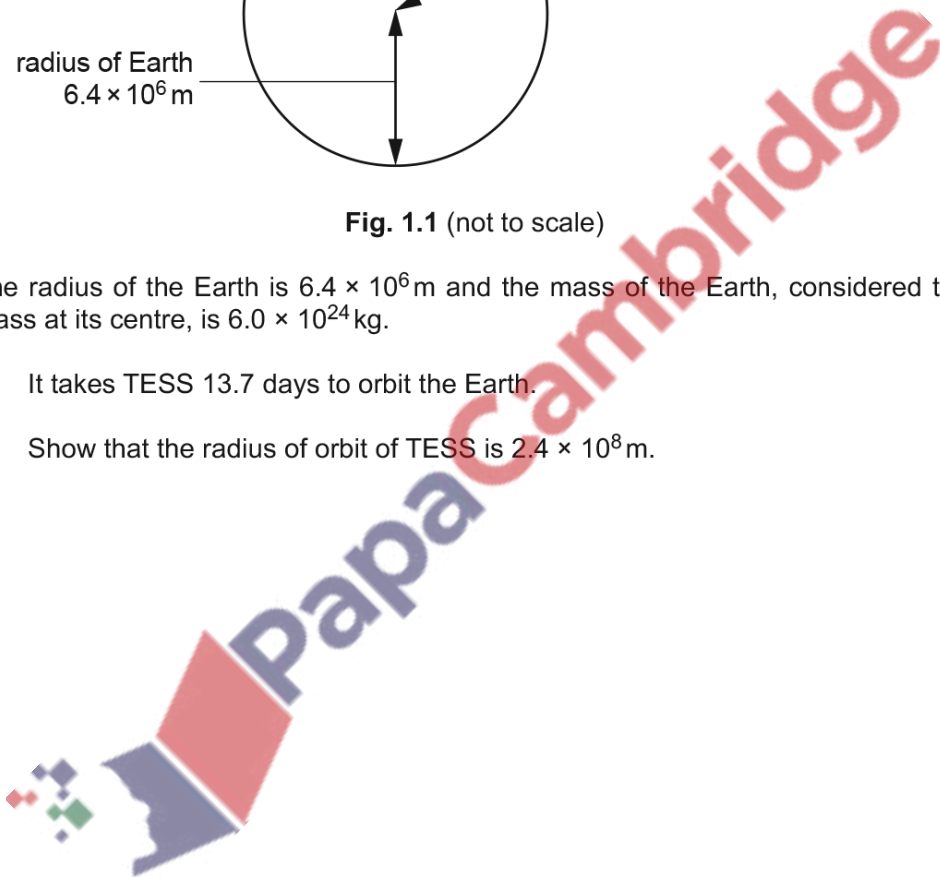 radius of Earth
6.4 × 10⁶ m
Fig. 1.1 (not to scale)
radius of the Earth is 6.4 × 10⁶ m and the mass of the Earth, considered
at its centre, is 6.0 × 10²⁴ kg.
It takes TESS 13.7 days to orbit the Earth.
Show that the radius of orbit of TESS is 2.4 × 10⁸ m.
PapaCambridge